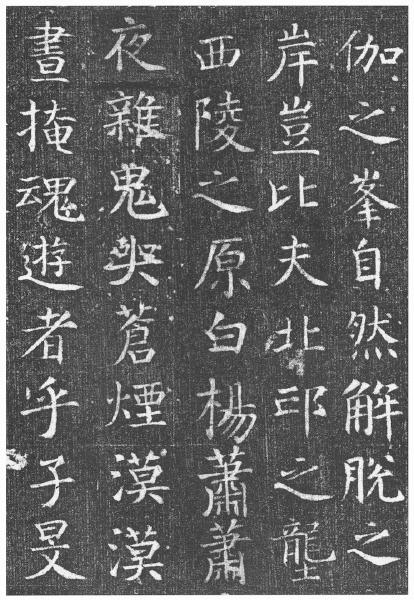 伽之峯自然解脫之
岸豈比夫北邙之壟
西陵之原白楊蕭蕭
夜雜鬼哭蒼煙漠漠
晝掩魂遊者乎子旻